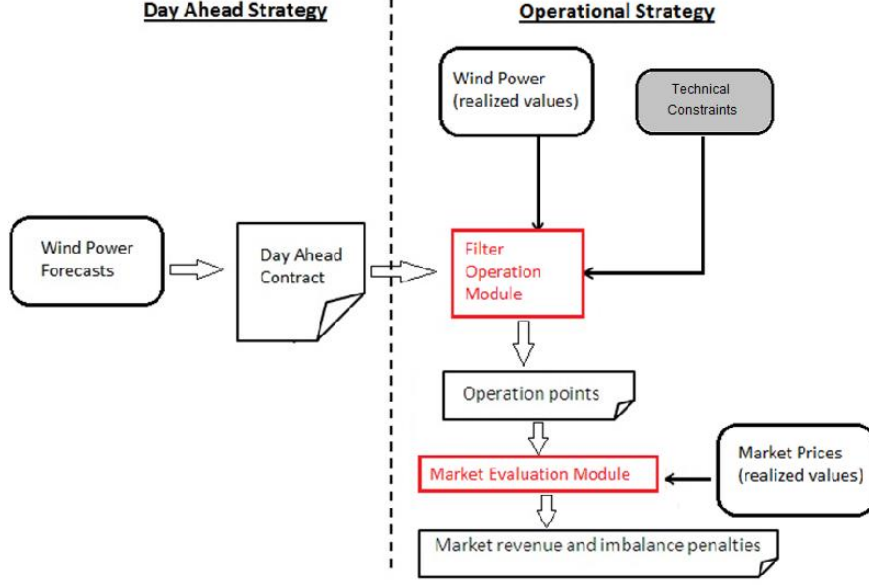 Day Ahead Strategy
Operational Strategy
Wind Power
(realized values)
Technical
Constraints
Wind Power
Forecasts
Day Ahead
Contract
Filter
Operation
Module
Operation points
Market Evaluation Module
Market Prices
(realized values)
Market revenue and imbalance penalties